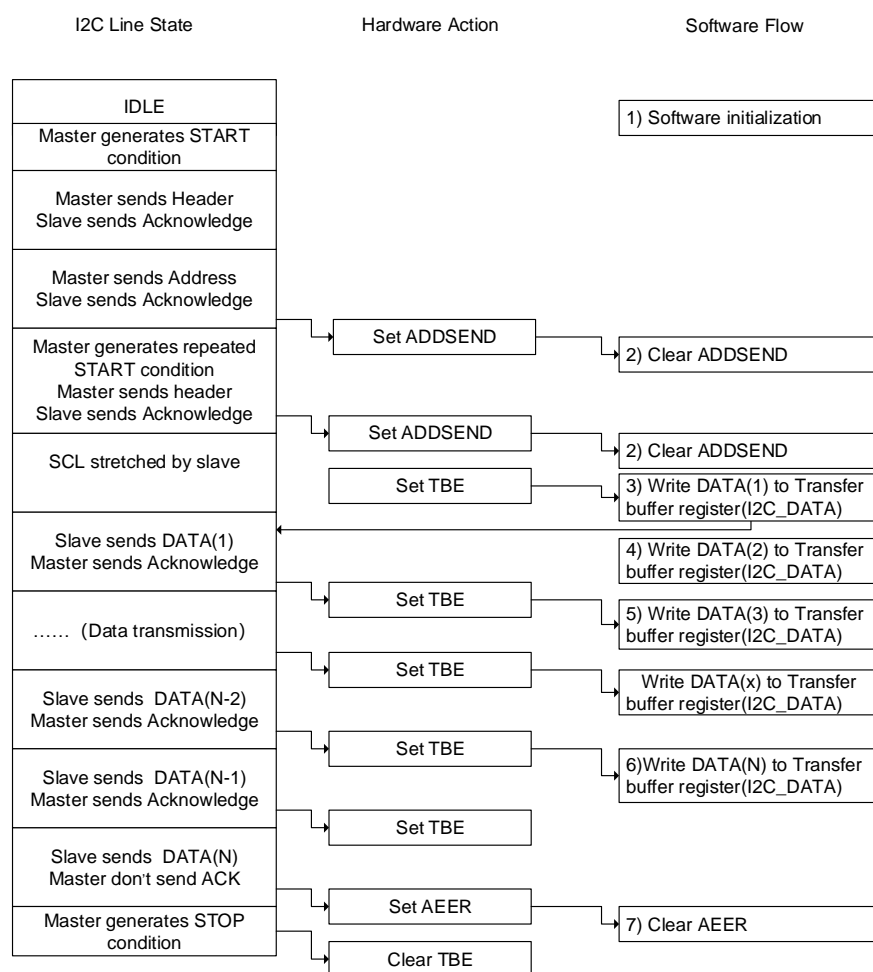 I2C Line State
Hardware Action
Software Flow
IDLE
1) Software initialization
Master generates START
condition
Master sends Header
Slave sends Acknowledge
Master sends Address
Slave sends Acknowledge
Set ADDSEND
2) Clear ADDSEND
Master generates repeated
START condition
Master sends header
Slave sends Acknowledge
Set ADDSEND
2) Clear ADDSEND
SCL stretched by slave
Set TBE
3) Write DATA(1) to Transfer
buffer register(I2C_DATA)
Slave sends DATA(1)
Master sends Acknowledge
4) Write DATA(2) to Transfer
buffer register(I2C_DATA)
Set TBE
5) Write DATA(3) to Transfer
buffer register(I2C_DATA)
…… (Data transmission)
Set TBE
Write DATA(x) to Transfer
buffer register(I2C_DATA)
Slave sends DATA(N-2)
Master sends Acknowledge
Set TBE
6)Write DATA(N) to Transfer
buffer register(I2C_DATA)
Slave sends DATA(N-1)
Master sends Acknowledge
Set TBE
Slave sends DATA(N)
Master don't send ACK
Set AEER
7) Clear AEER
Master generates STOP
condition
Clear TBE